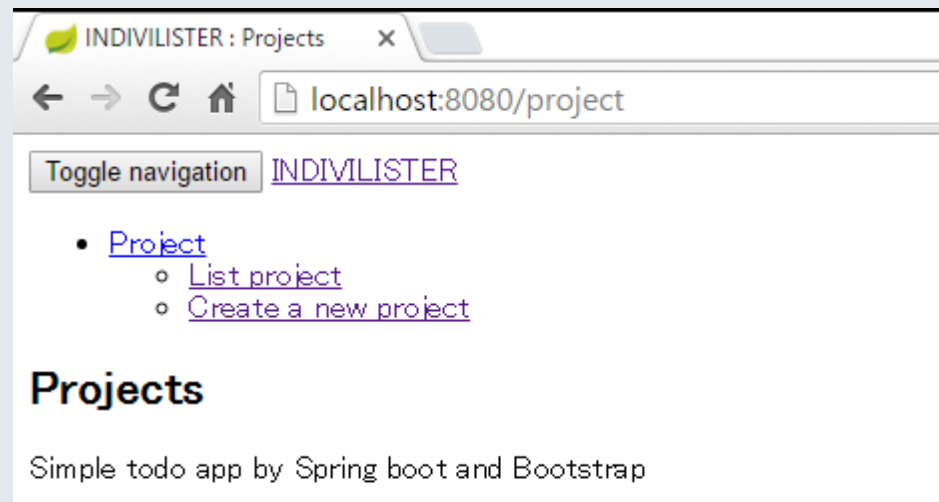 INDIVILISTER : Projects
localhost:8080/project
Toggle navigation INDIVILISTER
Project
List project
Create a new project
Projects
Simple todo app by Spring boot and Bootstrap